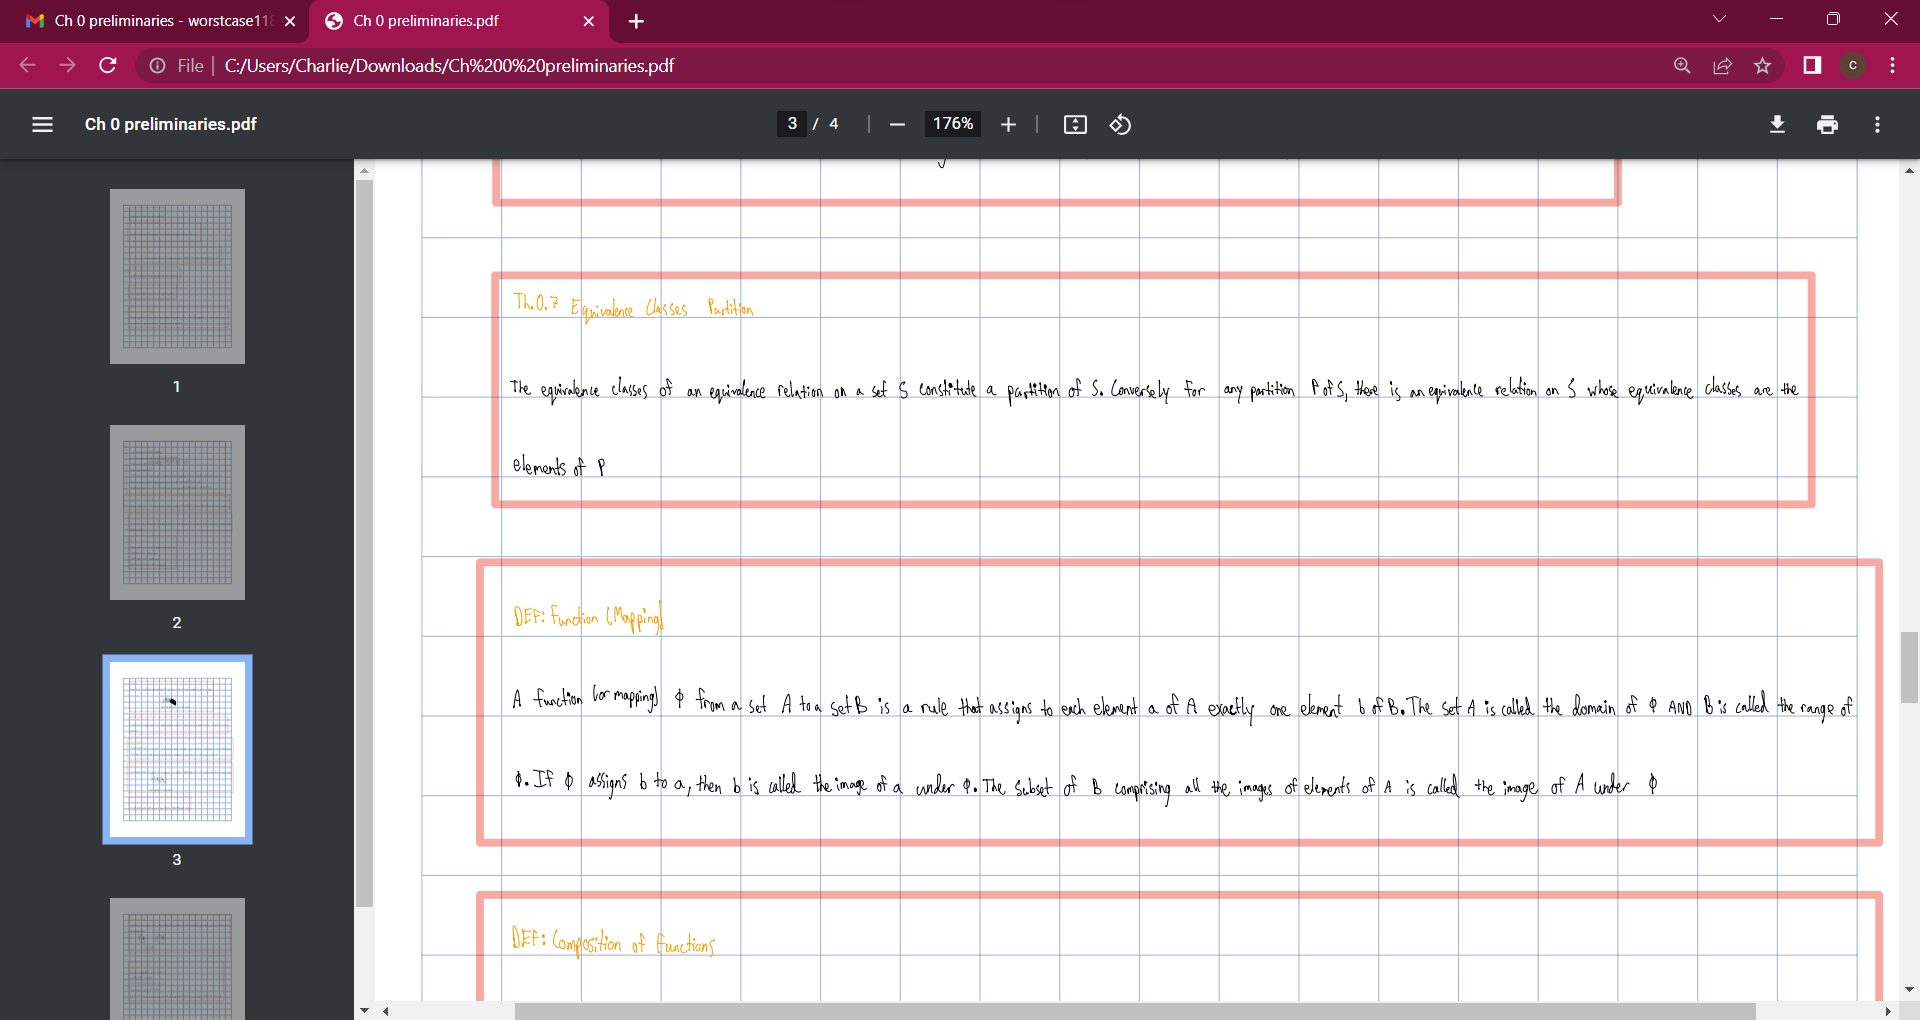 Ch 0 preliminaries - worstcase118
Ch 0 preliminaries.pdf
File | C:/Users/Charlie/Downloads/Ch%200%20preliminaries.pdf
C
Ch 0 preliminaries.pdf
3 / 4
176%
1
2
3
Th.0.7 Equivalence Classes Partition
The equivalence classes of an equivalence relation on a set S constitute a partition of S. Conversely for any partition P of S, there is an equivalence relation on S whose equivalence classes are the
elements of P
DEF: Function (Mapping)
A function (or mapping) ϕ from a set A to a set B is a rule that assigns to each element a of A exactly one element b of B. The set A is called the domain of ϕ AND B is called the range of
ϕ. If ϕ assigns b to a, then b is called the image of a under ϕ. The subset of B comprising all the images of elements of A is called the image of A under ϕ
DEF: Composition of functions